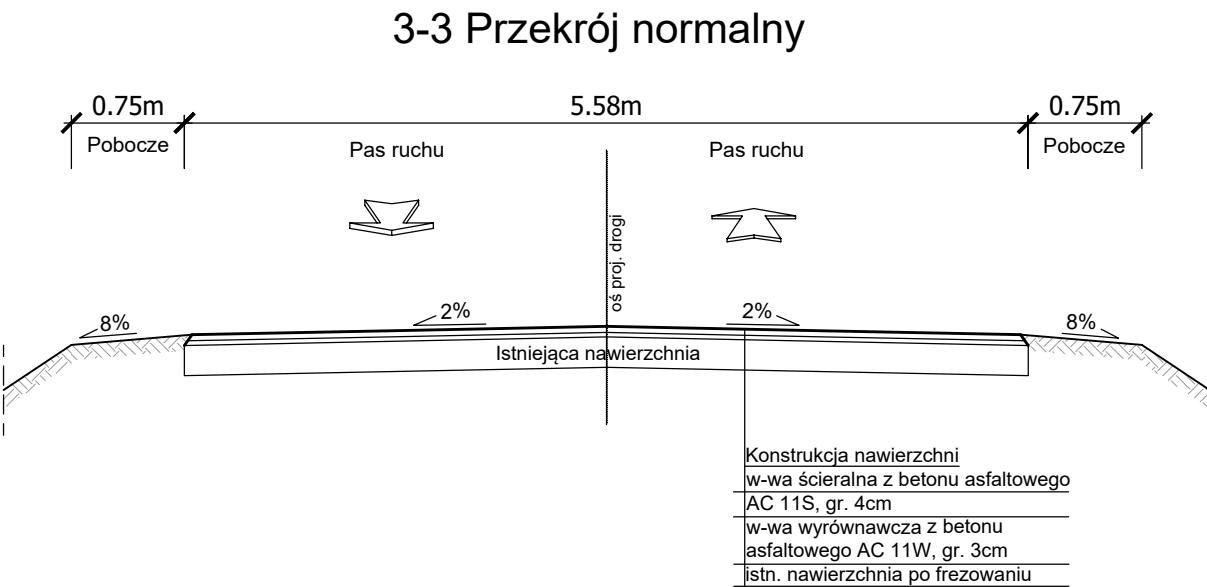 3-3 Przekrój normalny
0.75m
5.58m
0.75m
Pobocze
Pas ruchu
Pas ruchu
Pobocze
oś proj. drogi
8%
2%
2%
8%
Istniejąca nawierzchnia
Konstrukcja nawierzchni
w-wa ścieralna z betonu asfaltowego
AC 11S, gr. 4cm
w-wa wyrównawcza z betonu
asfaltowego AC 11W, gr. 3cm
istn. nawierzchnia po frezowaniu